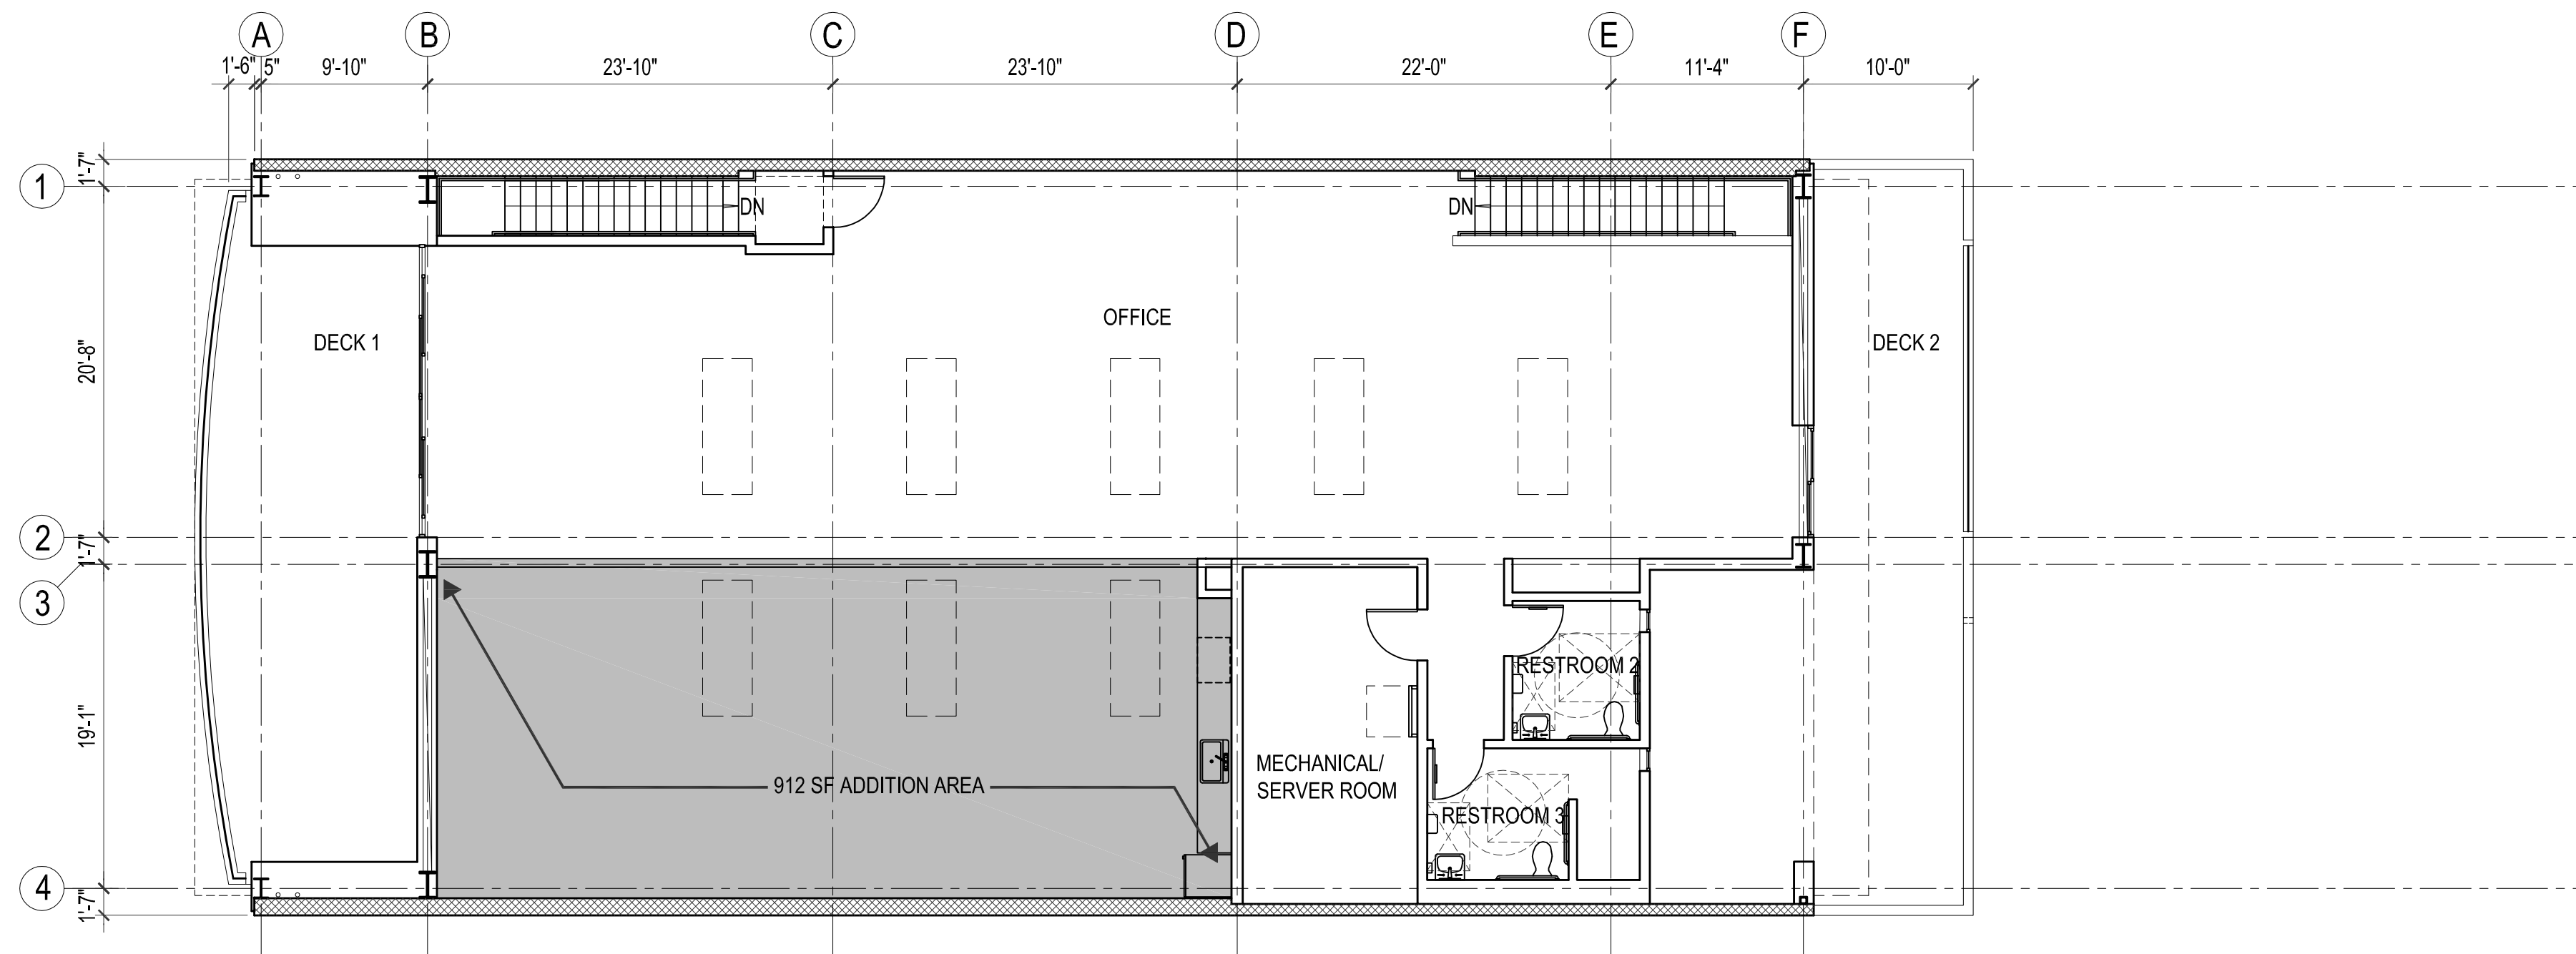 A B C D E F
1'-6" 5" 9'-10" 23'-10" 23'-10" 22'-0" 11'-4" 10'-0"
1'-7"
1
DN
DN
OFFICE
DECK 1
DECK 2
20'-8"
2
1'-7"
3
RESTROOM 2
19'-1"
912 SF ADDITION AREA
MECHANICAL/
SERVER ROOM
RESTROOM 3
4
1'-7"